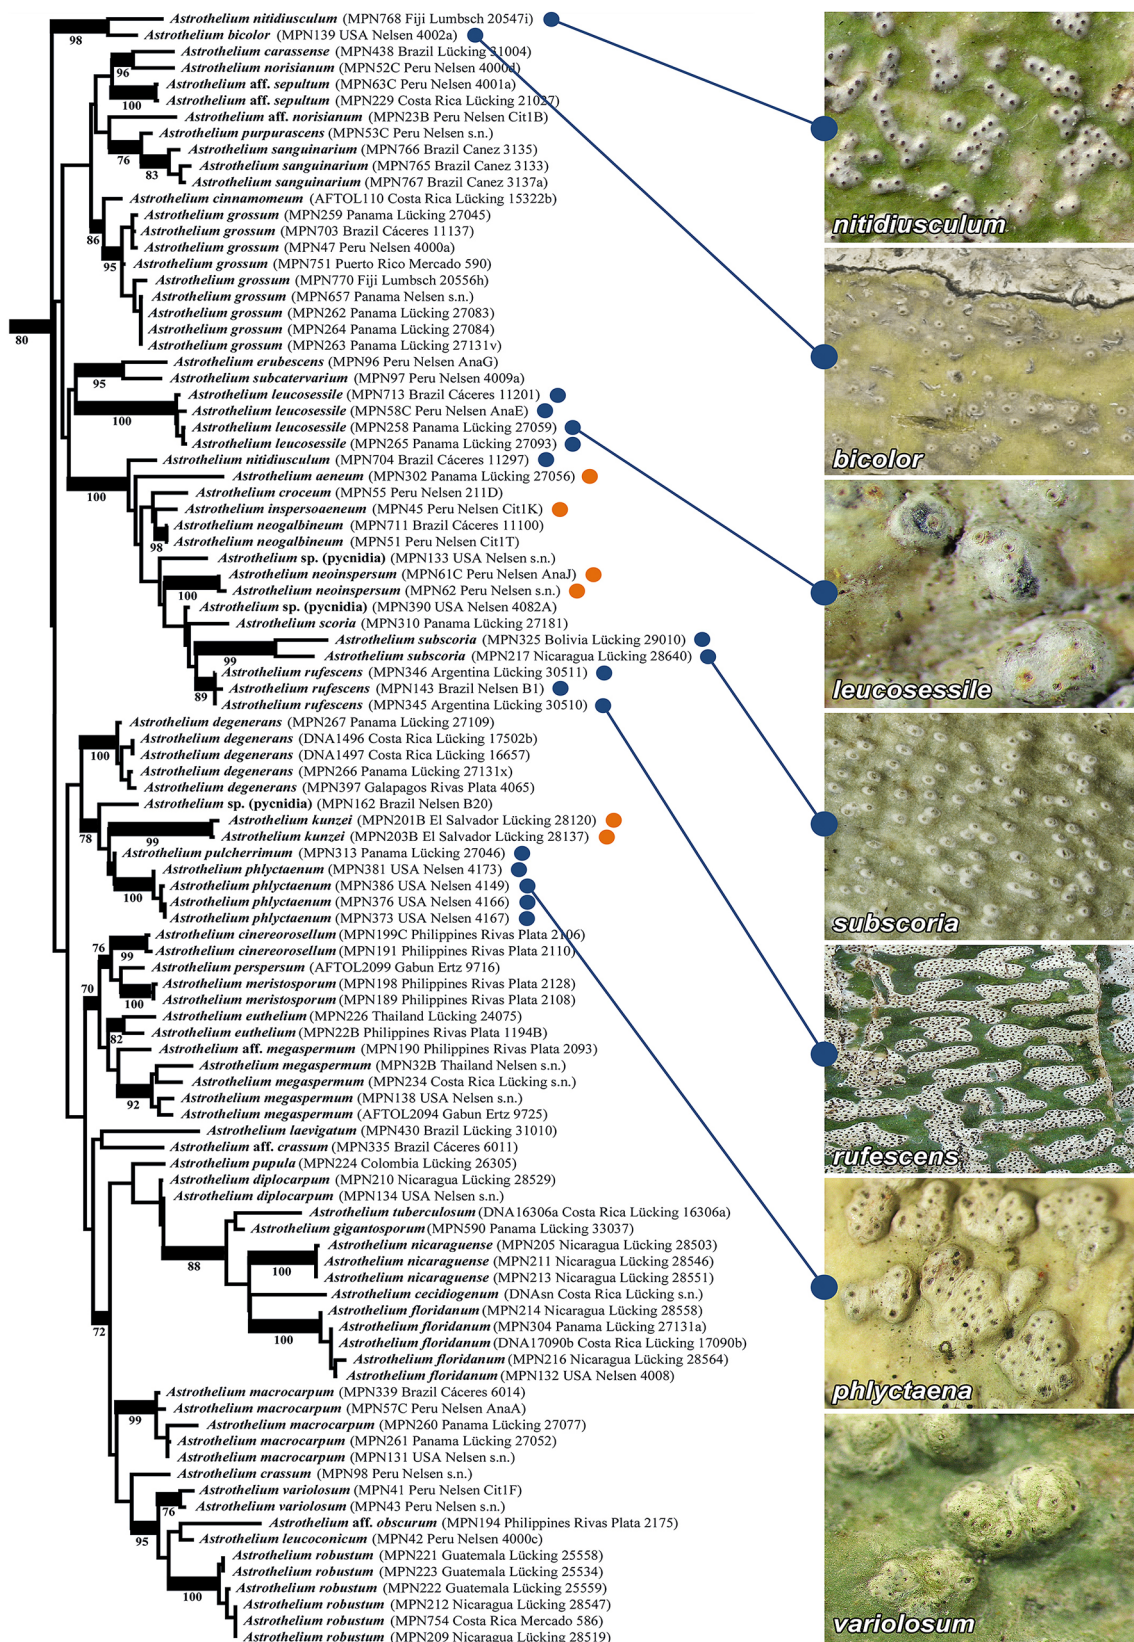 Astrothelium nitidiusculum (MPN768 Fiji Lumbsch 20547i)
Astrothelium bicolor (MPN139 USA Nelsen 4002a)
98
Astrothelium carassense (MPN438 Brazil Lücking 31004)
Astrothelium norisianum (MPN52C Peru Nelsen 4000d)
96
Astrothelium aff. sepultum (MPN63C Peru Nelsen 4001a)
Astrothelium aff. sepultum (MPN229 Costa Rica Lücking 21027)
100
Astrothelium aff. norisianum (MPN23B Peru Nelsen Cit1B)
Astrothelium purpurascens (MPN53C Peru Nelsen s.n.)
Astrothelium sanguinarium (MPN766 Brazil Canez 3135)
76
Astrothelium sanguinarium (MPN765 Brazil Canez 3133)
83
Astrothelium sanguinarium (MPN767 Brazil Canez 3137a)
Astrothelium cinnamomeum (AFTOL110 Costa Rica Lücking 15322b)
Astrothelium grossum (MPN259 Panama Lücking 27045)
nitidiusculum
Astrothelium grossum (MPN703 Brazil Cáceres 11137)
86
Astrothelium grossum (MPN47 Peru Nelsen 4000a)
95
Astrothelium grossum (MPN751 Puerto Rico Mercado 590)
Astrothelium grossum (MPN770 Fiji Lumbsch 20556h)
Astrothelium grossum (MPN657 Panama Nelsen s.n.)
Astrothelium grossum (MPN262 Panama Lücking 27083)
Astrothelium grossum (MPN264 Panama Lücking 27084)
80
Astrothelium grossum (MPN263 Panama Lücking 27131v)
Astrothelium erubescens (MPN96 Peru Nelsen AnaG)
Astrothelium subcatervarium (MPN97 Peru Nelsen 4009a)
95
Astrothelium leucosessile (MPN713 Brazil Cáceres 11201)
Astrothelium leucosessile (MPN58C Peru Nelsen AnaE)
100
Astrothelium leucosessile (MPN258 Panama Lücking 27059)
Astrothelium leucosessile (MPN265 Panama Lücking 27093)
Astrothelium nitidiusculum (MPN704 Brazil Cáceres 11297)
bicolor
Astrothelium aeneum (MPN302 Panama Lücking 27056)
Astrothelium croceum (MPN55 Peru Nelsen 211D)
100
Astrothelium inspersoaeneum (MPN45 Peru Nelsen Cit1K)
Astrothelium neogalbineum (MPN711 Brazil Cáceres 11100)
Astrothelium neogalbineum (MPN51 Peru Nelsen Cit1T)
98
Astrothelium sp. (pycnidia) (MPN133 USA Nelsen s.n.)
Astrothelium neoinspersum (MPN61C Peru Nelsen AnaJ)
100
Astrothelium neoinspersum (MPN62 Peru Nelsen s.n.)
Astrothelium sp. (pycnidia) (MPN390 USA Nelsen 4082A)
Astrothelium scoria (MPN310 Panama Lücking 27181)
Astrothelium subscoria (MPN325 Bolivia Lücking 29010)
Astrothelium subscoria (MPN217 Nicaragua Lücking 28640)
99
Astrothelium rufescens (MPN346 Argentina Lücking 30511)
Astrothelium rufescens (MPN143 Brazil Nelsen B1)
leucosessile
89
Astrothelium rufescens (MPN345 Argentina Lücking 30510)
Astrothelium degenerans (MPN267 Panama Lücking 27109)
Astrothelium degenerans (DNA1496 Costa Rica Lücking 17502b)
100
Astrothelium degenerans (DNA1497 Costa Rica Lücking 16657)
Astrothelium degenerans (MPN266 Panama Lücking 27131x)
Astrothelium degenerans (MPN397 Galapagos Rivas Plata 4065)
Astrothelium sp. (pycnidia) (MPN162 Brazil Nelsen B20)
Astrothelium kunzei (MPN201B El Salvador Lücking 28120)
78
Astrothelium kunzei (MPN203B El Salvador Lücking 28137)
99
Astrothelium pulcherrimum (MPN313 Panama Lücking 27046)
Astrothelium phlyctaenum (MPN381 USA Nelsen 4173)
Astrothelium phlyctaenum (MPN386 USA Nelsen 4149)
100
Astrothelium phlyctaenum (MPN376 USA Nelsen 4166)
Astrothelium phlyctaenum (MPN373 USA Nelsen 4167)
subscoria
Astrothelium cinereorosellum (MPN199C Philippines Rivas Plata 2106)
76
Astrothelium cinereorosellum (MPN191 Philippines Rivas Plata 2110)
99
Astrothelium perspersum (AFTOL2099 Gabun Ertz 9716)
Astrothelium meristosporum (MPN198 Philippines Rivas Plata 2128)
70
Astrothelium meristosporum (MPN189 Philippines Rivas Plata 2108)
100
Astrothelium euthelium (MPN226 Thailand Lücking 24075)
Astrothelium euthelium (MPN22B Philippines Rivas Plata 1194B)
82
Astrothelium aff. megaspermum (MPN190 Philippines Rivas Plata 2093)
Astrothelium megaspermum (MPN32B Thailand Nelsen s.n.)
Astrothelium megaspermum (MPN234 Costa Rica Lücking s.n.)
Astrothelium megaspermum (MPN138 USA Nelsen s.n.)
92
Astrothelium megaspermum (AFTOL2094 Gabun Ertz 9725)
Astrothelium laevigatum (MPN430 Brazil Lücking 31010)
Astrothelium aff. crassum (MPN335 Brazil Cáceres 6011)
rufescens
Astrothelium pupula (MPN224 Colombia Lücking 26305)
Astrothelium diplocarpum (MPN210 Nicaragua Lücking 28529)
Astrothelium diplocarpum (MPN134 USA Nelsen s.n.)
Astrothelium tuberculosum (DNA16306a Costa Rica Lücking 16306a)
Astrothelium gigantosporum (MPN590 Panama Lücking 33037)
Astrothelium nicaraguense (MPN205 Nicaragua Lücking 28503)
88
Astrothelium nicaraguense (MPN211 Nicaragua Lücking 28546)
100
Astrothelium nicaraguense (MPN213 Nicaragua Lücking 28551)
Astrothelium cecidiogenum (DNAsn Costa Rica Lücking s.n.)
Astrothelium floridanum (MPN214 Nicaragua Lücking 28558)
72
Astrothelium floridanum (MPN304 Panama Lücking 27131a)
100
Astrothelium floridanum (DNA17090b Costa Rica Lücking 17090b)
Astrothelium floridanum (MPN216 Nicaragua Lücking 28564)
Astrothelium floridanum (MPN132 USA Nelsen 4008)
Astrothelium macrocarpum (MPN339 Brazil Cáceres 6014)
phlyctaena
Astrothelium macrocarpum (MPN57C Peru Nelsen AnaA)
99
Astrothelium macrocarpum (MPN260 Panama Lücking 27077)
Astrothelium macrocarpum (MPN261 Panama Lücking 27052)
Astrothelium macrocarpum (MPN131 USA Nelsen s.n.)
Astrothelium crassum (MPN98 Peru Nelsen s.n.)
Astrothelium variolosum (MPN41 Peru Nelsen Cit1F)
Astrothelium variolosum (MPN43 Peru Nelsen s.n.)
76
Astrothelium aff. obscurum (MPN194 Philippines Rivas Plata 2175)
95
Astrothelium leucoconicum (MPN42 Peru Nelsen 4000c)
Astrothelium robustum (MPN221 Guatemala Lücking 25558)
Astrothelium robustum (MPN223 Guatemala Lücking 25534)
Astrothelium robustum (MPN222 Guatemala Lücking 25559)
100
Astrothelium robustum (MPN212 Nicaragua Lücking 28547)
Astrothelium robustum (MPN754 Costa Rica Mercado 586)
variolosum
Astrothelium robustum (MPN209 Nicaragua Lücking 28519)